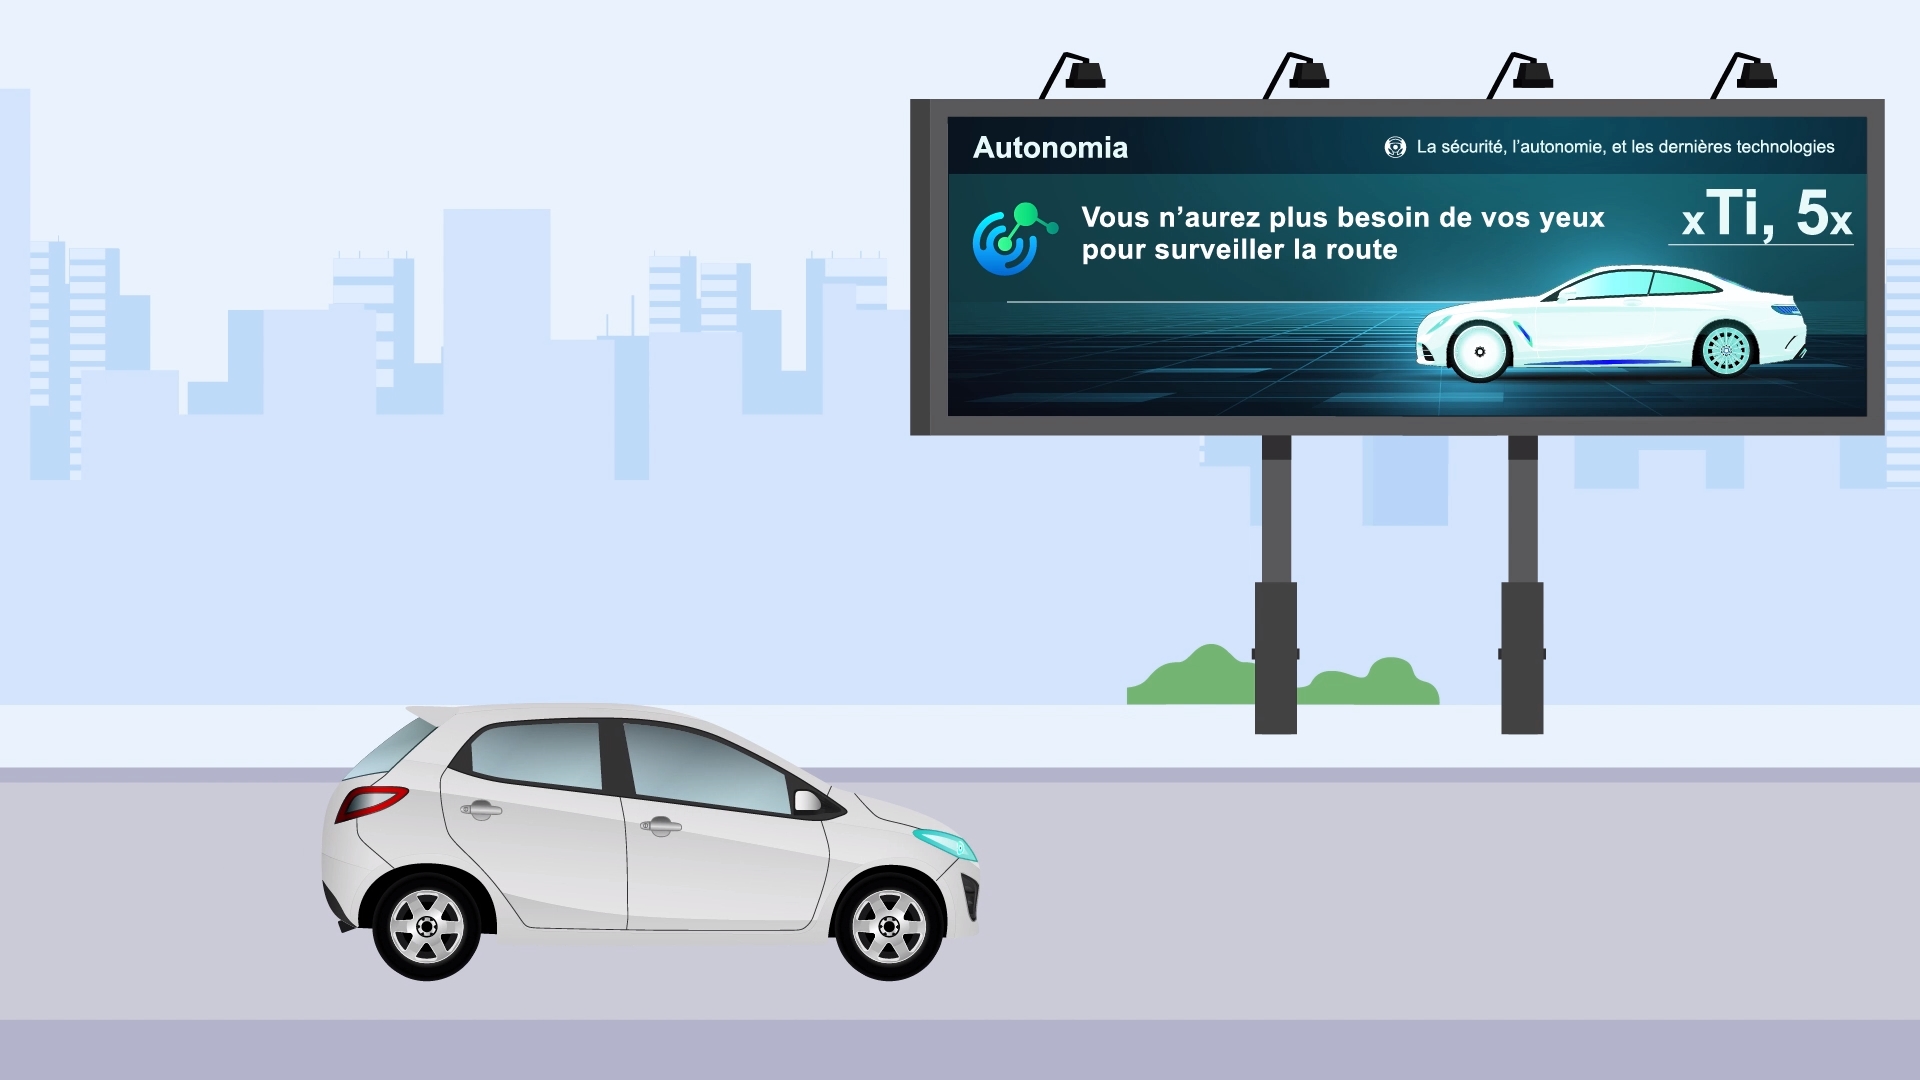 Autonomia
La sécurité, l’autonomie, et les dernières technologies
Vous n’aurez plus besoin de vos yeux
pour surveiller la route
xTi, 5x